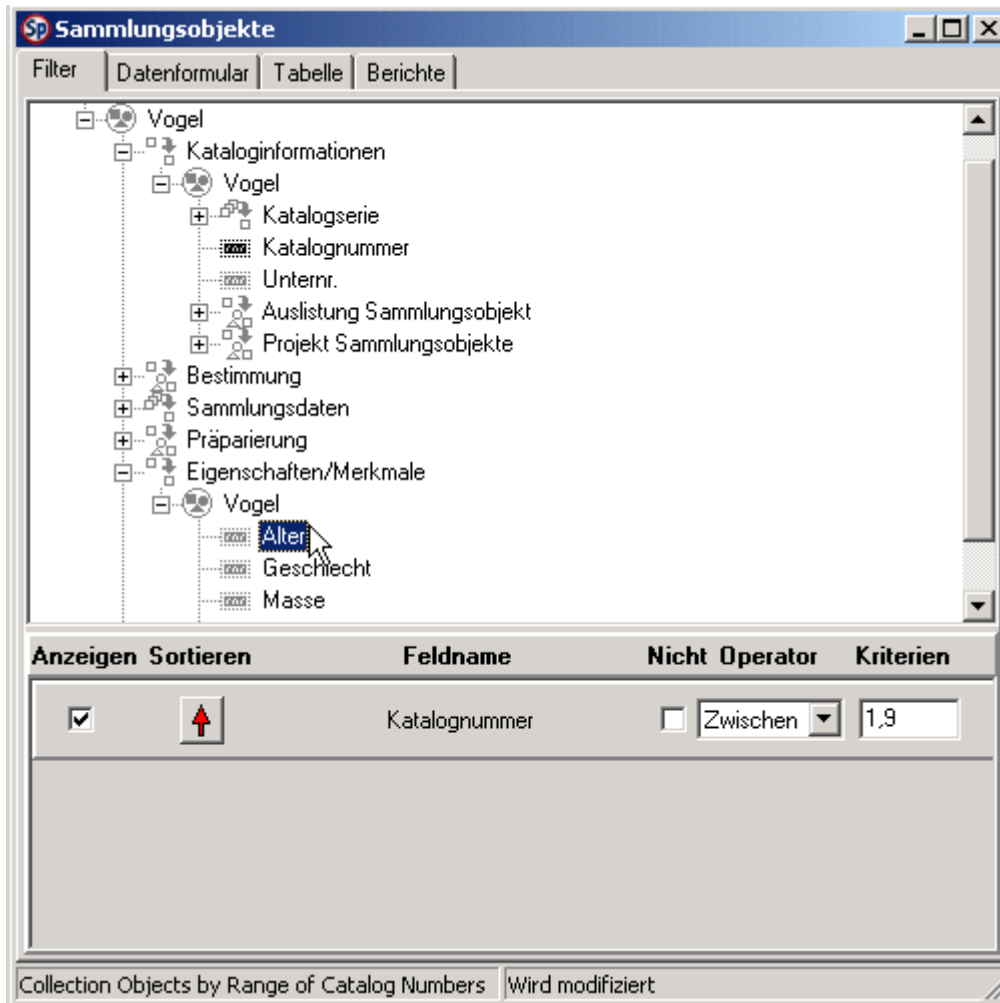 Sp Sammlungsobjekte
Filter Datenformular Tabelle Berichte
Vogel
Kataloginformationen
Vogel
Katalogserie
Katalognummer
Unternr.
Auslistung Sammlungsobjekt
Projekt Sammlungsobjekte
Bestimmung
Sammlungsdaten
Präparierung
Eigenschaften/Merkmale
Vogel
Alter
Geschlecht
Masse
Anzeigen Sortieren Feldname Nicht Operator Kriterien
Katalognummer Zwischen 1,9
Collection Objects by Range of Catalog Numbers Wird modifiziert